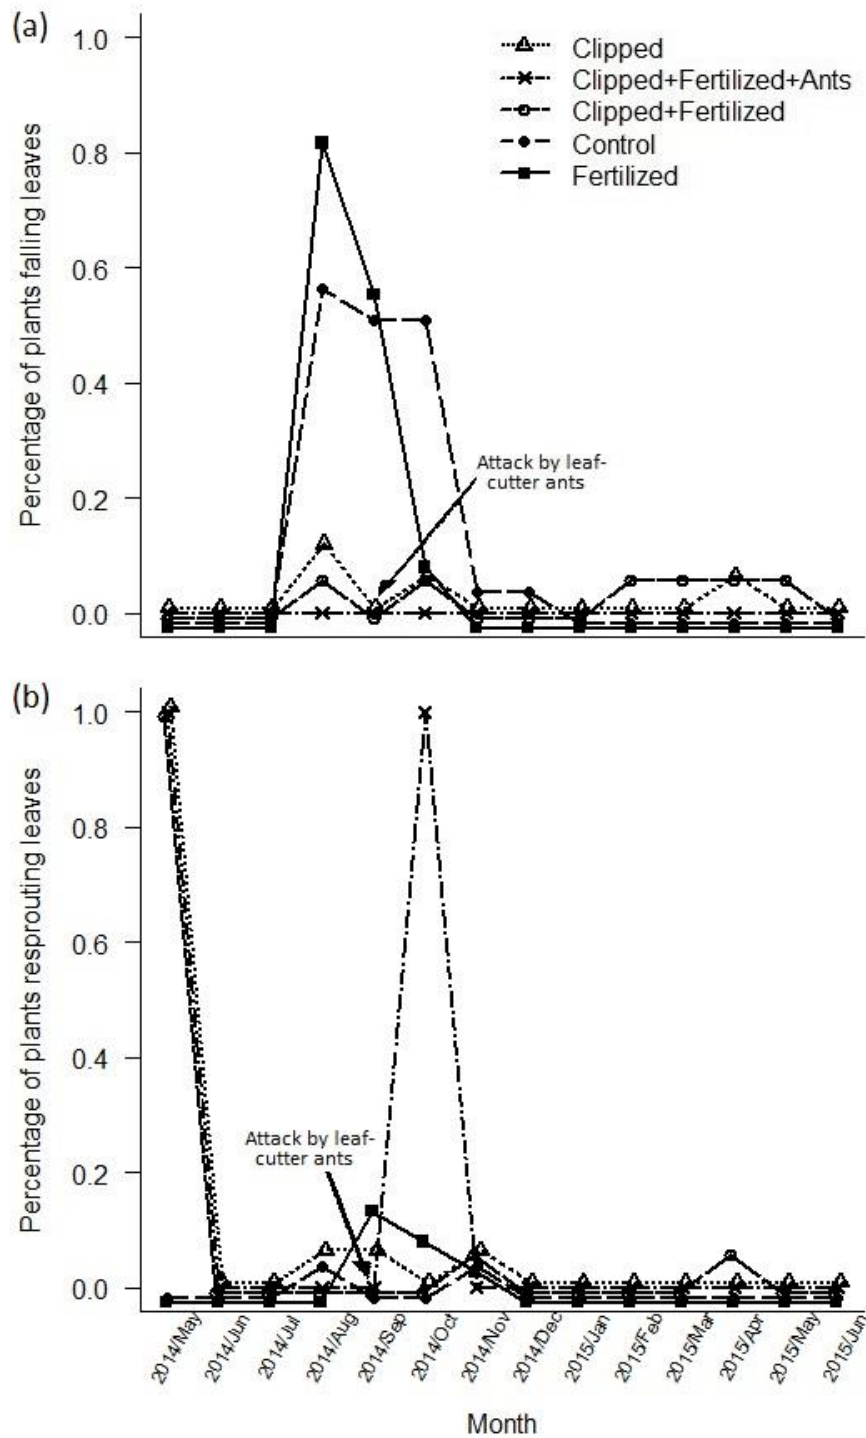 (a)
1.0
0.8
0.6
0.4
0.2
0.0
Percentage of plants falling leaves
Clipped
Clipped+Fertilized+Ants
Clipped+Fertilized
Control
Fertilized
Attack by leaf-
cutter ants
(b)
1.0
0.8
0.6
0.4
0.2
0.0
Percentage of plants resprouting leaves
Attack by leaf-
cutter ants
2014/May
2014/Jun
2014/Jul
2014/Aug
2014/Sep
2014/Oct
2014/Nov
2014/Dec
2015/Jan
2015/Feb
2015/Mar
2015/Apr
2015/May
2015/Jun
Month